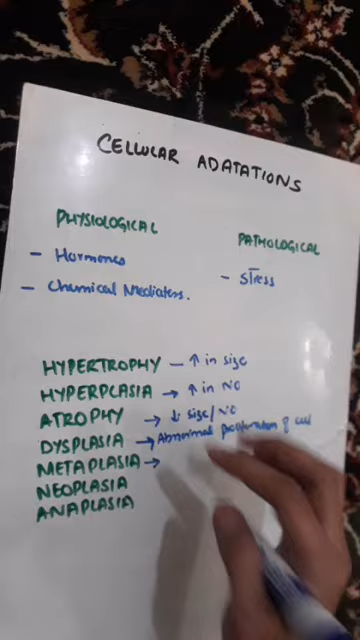 CELLULAR ADATATIONS
PHYSIOLOGICAL
- Hormones
- Chemical Mediators.
PATHOLOGICAL
- Stress
HYPERTROPHY - ↑ in size
HYPERPLASIA → ↑ in NO
ATROPHY → ↓ size/NO
DYSPLASIA → Abnormal proliferation of cell
METAPLASIA →
NEOPLASIA
ANAPLASIA